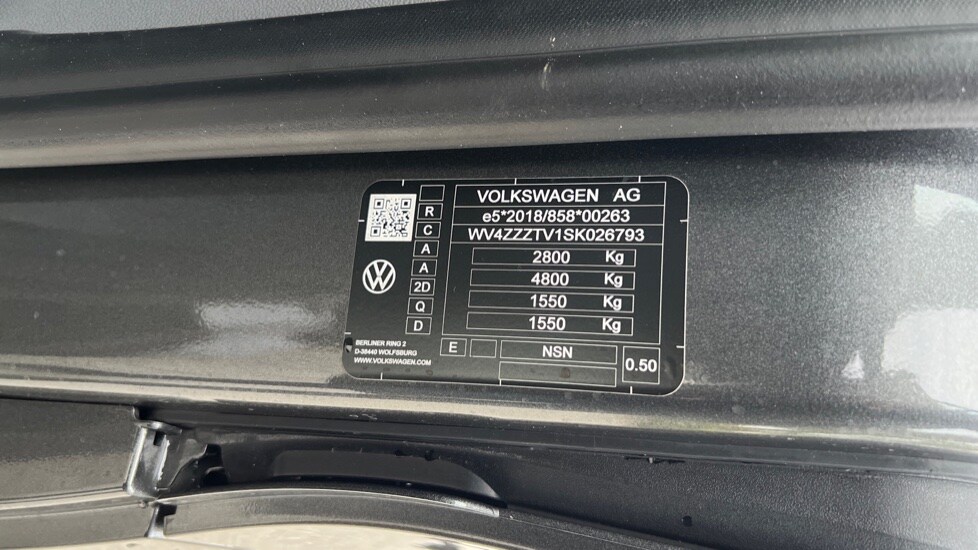 VOLKSWAGEN AG
e5*2018/858*00263
WV4ZZZTV1SK026793
2800 Kg
4800 Kg
1550 Kg
1550 Kg
R
C
A
A
2D
Q
D
BERLINER RING 2
D-38440 WOLFSBURG
WWW.VOLKSWAGEN.COM
E
NSN
0.50